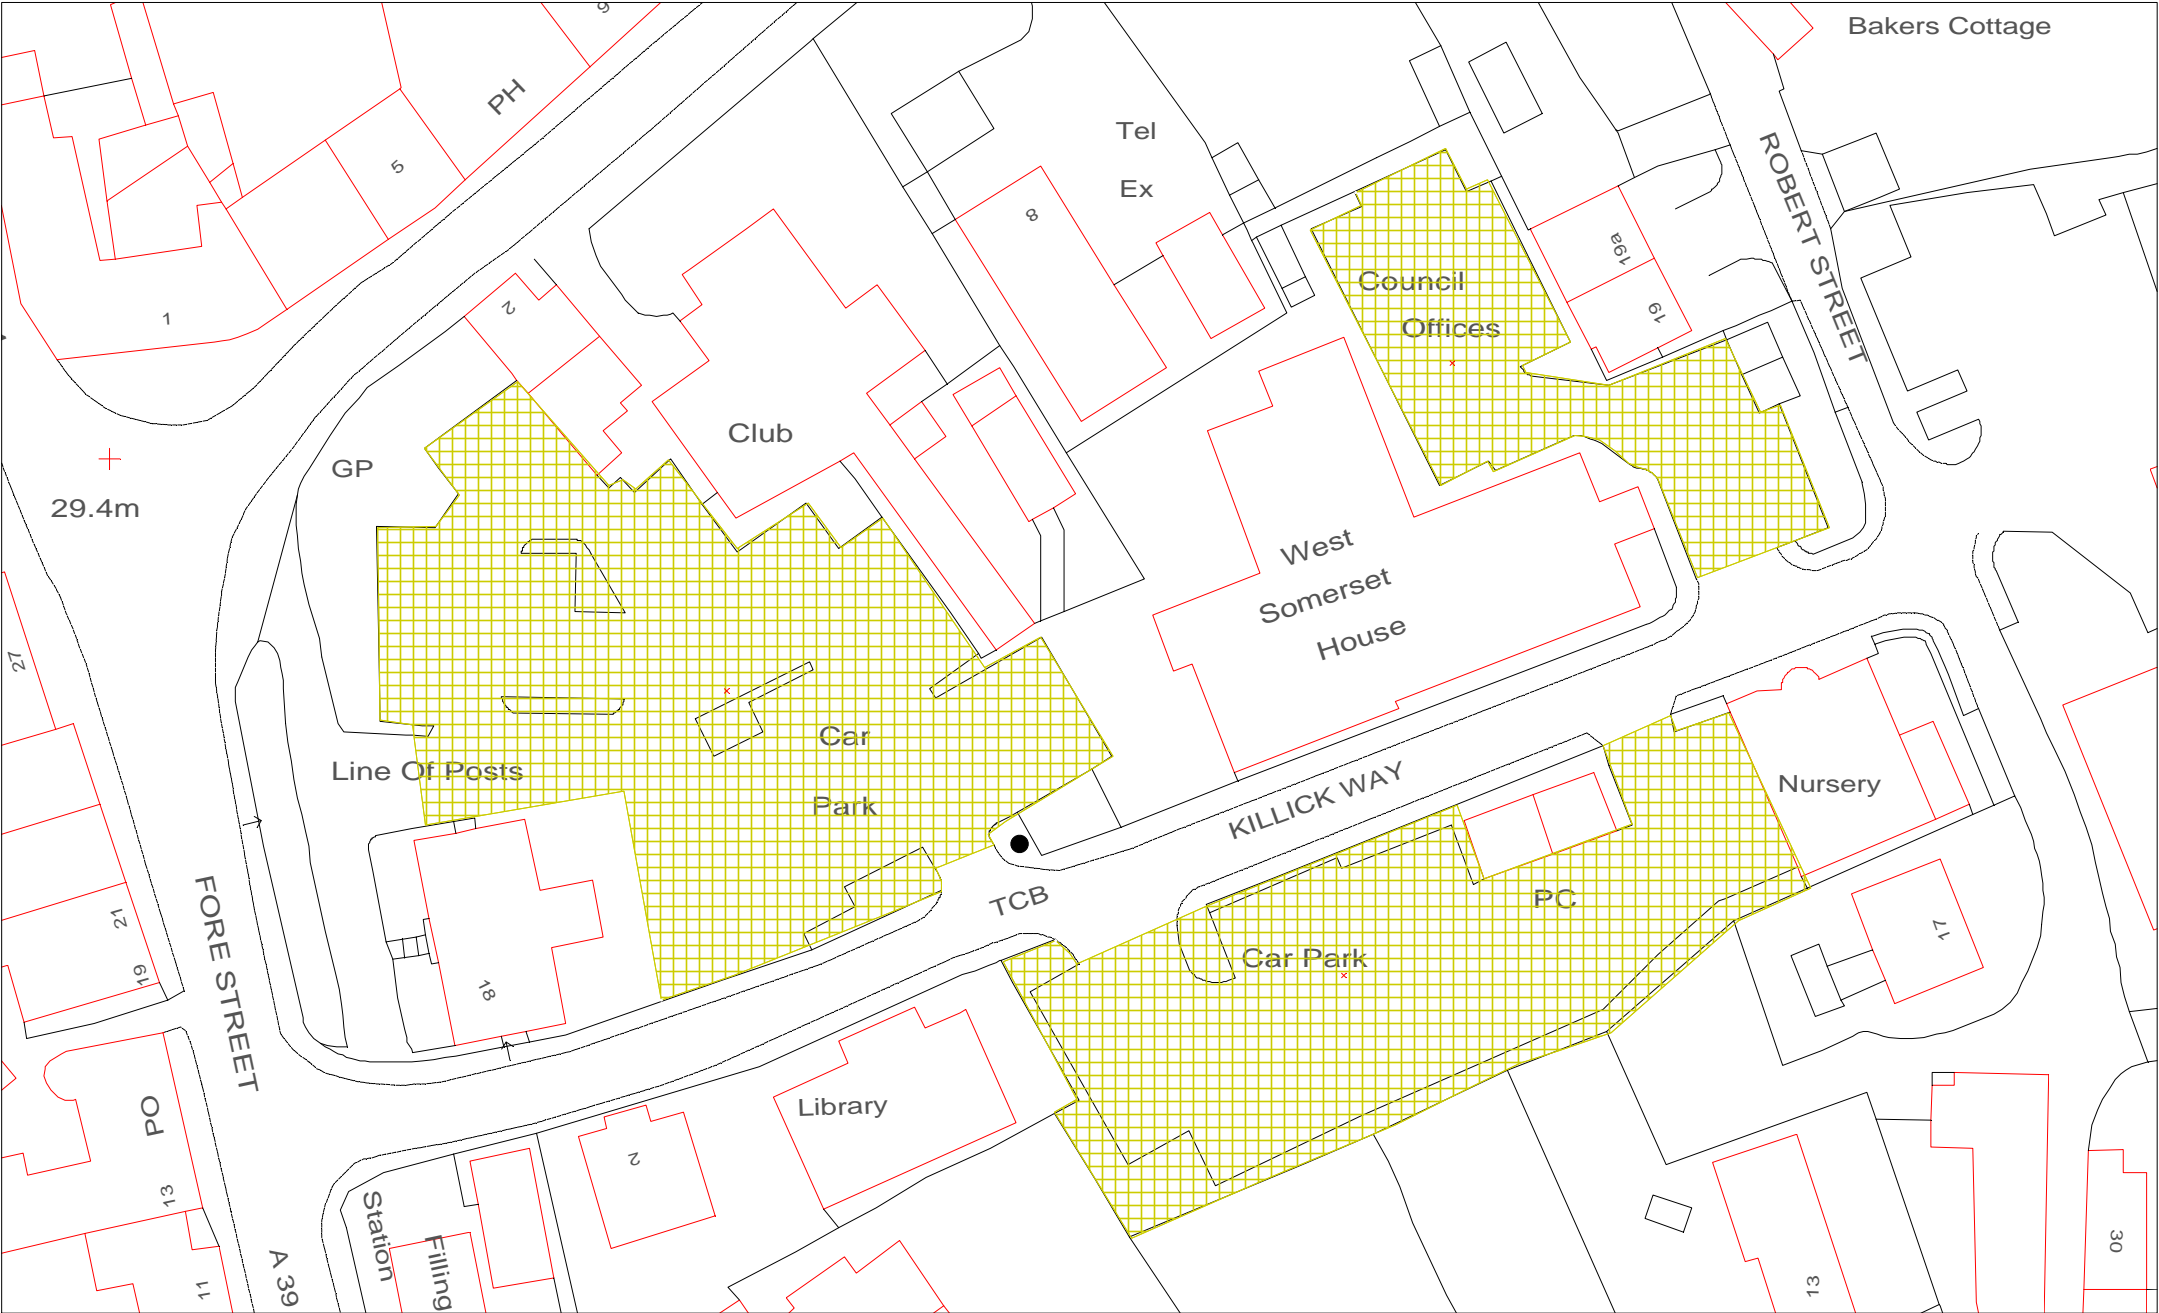 Bakers Cottage
PH
5
Tel
Ex
8
ROBERT STREET
19a
19
Council
Offices
1
2
Club
GP
29.4m
West
Somerset
House
27
Car
Park
Line Of Posts
KILLICK WAY
Nursery
TCB
PC
Car Park
FORE STREET
21
19
18
17
PO
Library
2
13
Station
Filling
A 39
11
13
30